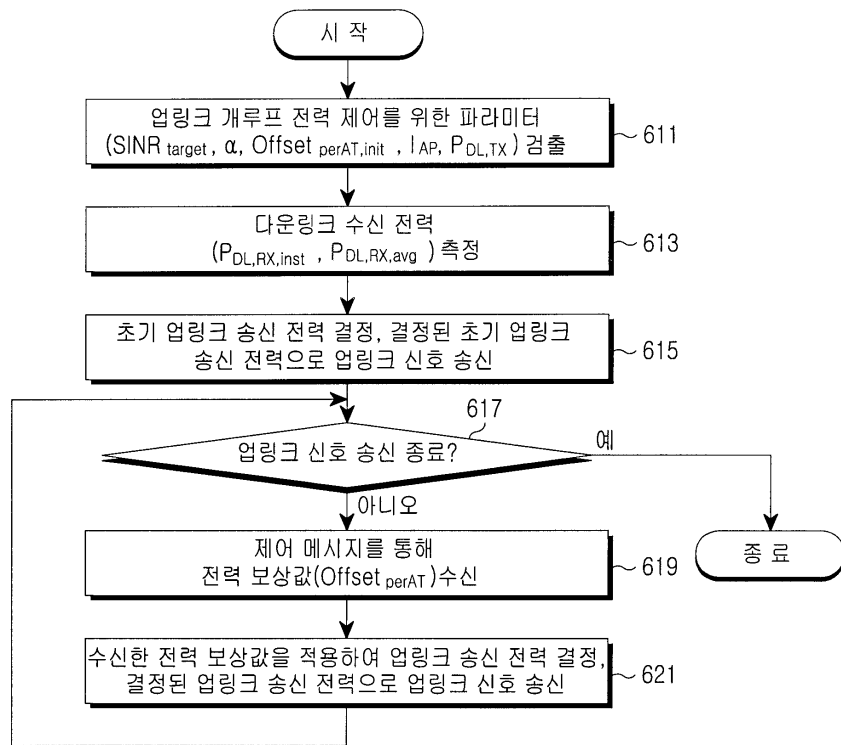 시 작
업링크 개루프 전력 제어를 위한 파라미터
(SINR target, α, Offset perAT,init , IAP, PDL,TX) 검출
611
다운링크 수신 전력
(PDL,RX,inst , PDL,RX,avg) 측정
613
초기 업링크 송신 전력 결정, 결정된 초기 업링크
송신 전력으로 업링크 신호 송신
615
617
업링크 신호 송신 종료?
예
아니오
제어 메시지를 통해
전력 보상값(Offset perAT)수신
619
종 료
수신한 전력 보상값을 적용하여 업링크 송신 전력 결정,
결정된 업링크 송신 전력으로 업링크 신호 송신
621